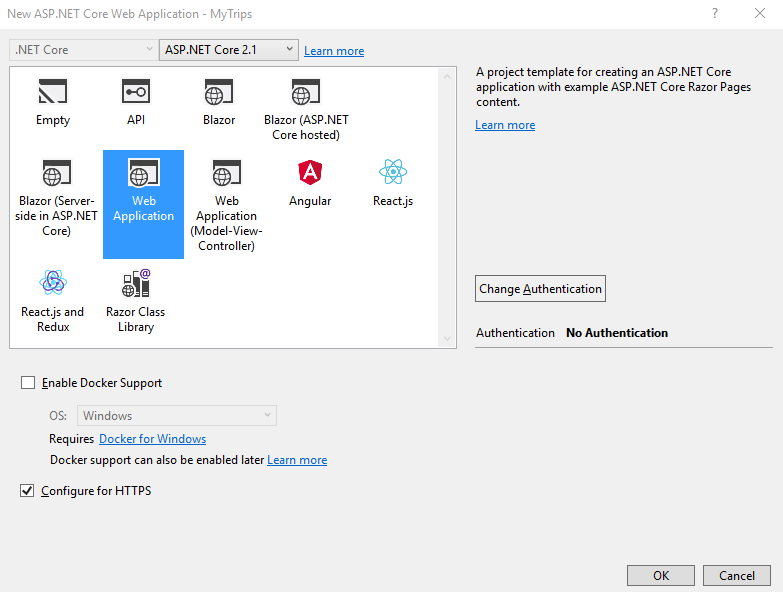 New ASP.NET Core Web Application - MyTrips
? 
.NET Core
ASP.NET Core 2.1
Learn more
Empty
API
Blazor
Blazor (ASP.NET
Core hosted)
Blazor (Server-
side in ASP.NET
Core)
Web
Application
Web
Application
(Model-View-
Controller)
Angular
React.js
React.js and
Redux
Razor Class
Library
A project template for creating an ASP.NET Core
application with example ASP.NET Core Razor Pages
content.
Learn more
Change Authentication
Authentication No Authentication
Enable Docker Support
OS: Windows
Requires Docker for Windows
Docker support can also be enabled later Learn more
Configure for HTTPS
OK
Cancel